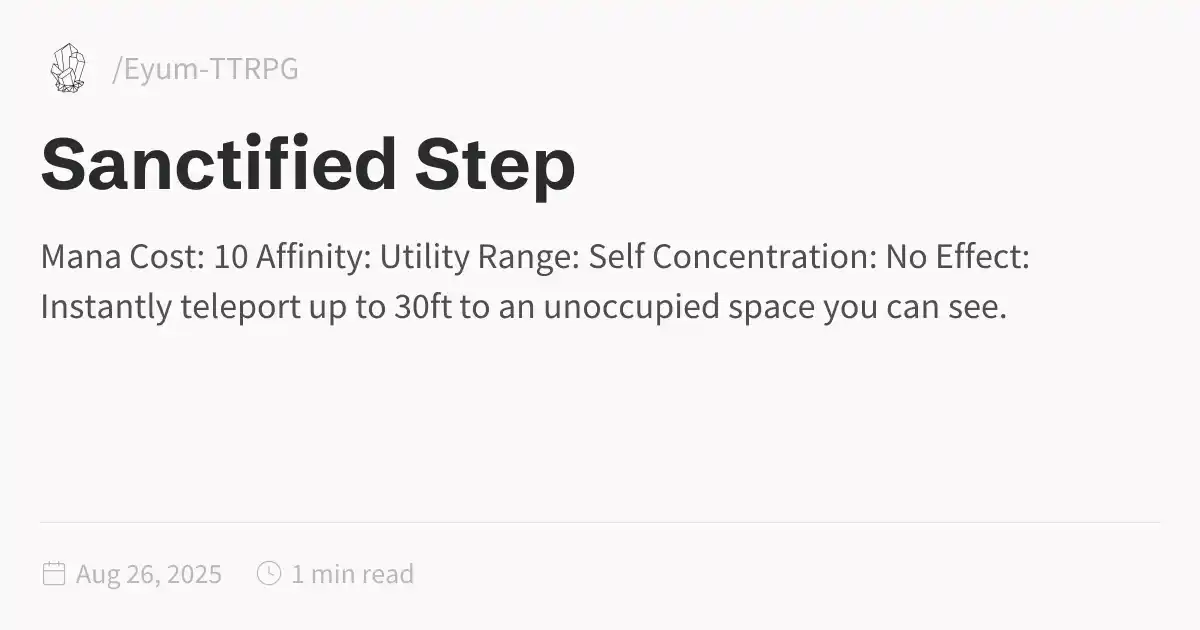 /Eyum-TTRPG
Sanctified Step
Mana Cost: 10 Affinity: Utility Range: Self Concentration: No Effect:
Instantly teleport up to 30ft to an unoccupied space you can see.
Aug 26, 2025 1 min read